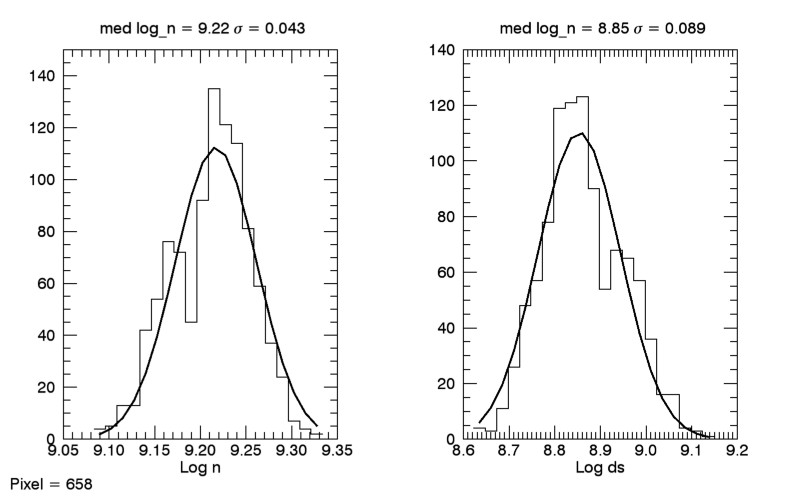 med log_n = 9.22 σ = 0.043
med log_n = 8.85 σ = 0.089
140
120
100
80
60
40
20
0
9.05 9.10 9.15 9.20 9.25 9.30 9.35
Log n
140
120
100
80
60
40
20
0
8.6 8.7 8.8 8.9 9.0 9.1 9.2
Log ds
Pixel = 658